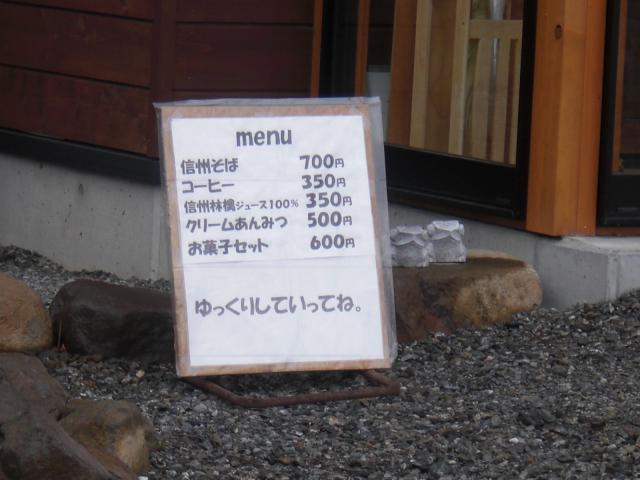 menu
信州そば 700円
コーヒー 350円
信州林檎ジュース100% 350円
クリームあんみつ 500円
お菓子セット 600円
ゆっくりしていってね。